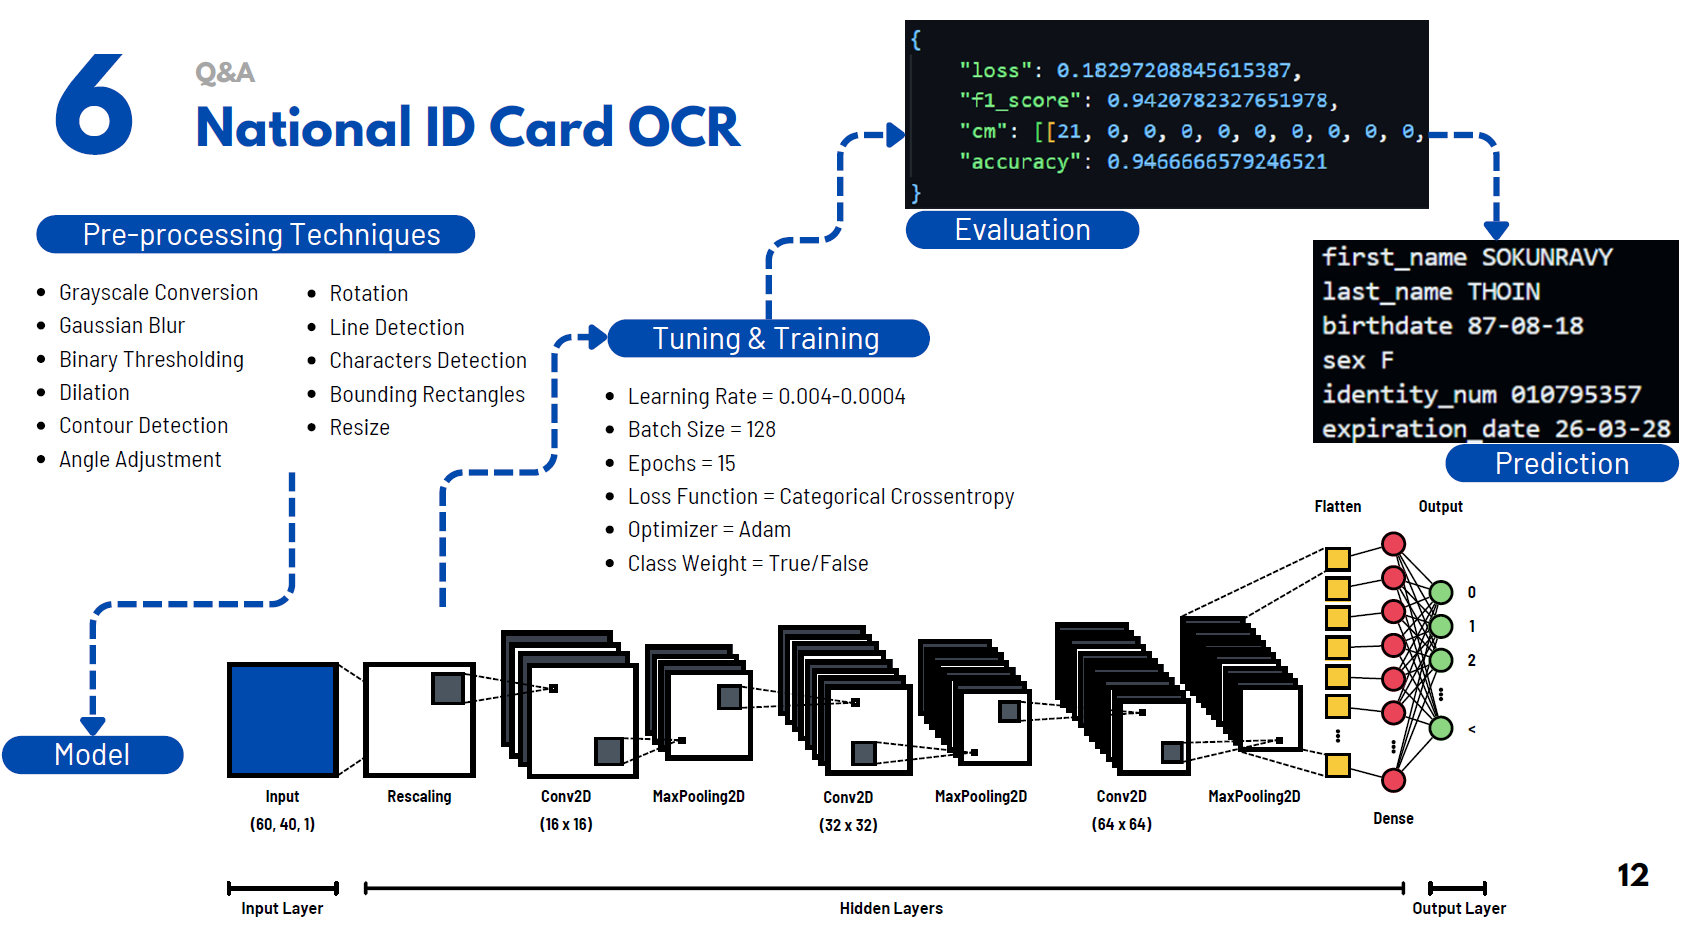 6
Q&A
National ID Card OCR
Pre-processing Techniques
• Grayscale Conversion
• Gaussian Blur
• Binary Thresholding
• Dilation
• Contour Detection
• Angle Adjustment
• Rotation
• Line Detection
• Characters Detection
• Bounding Rectangles
• Resize
Model
Tuning & Training
• Learning Rate = 0.004-0.0004
• Batch Size = 128
• Epochs = 15
• Loss Function = Categorical Crossentropy
• Optimizer = Adam
• Class Weight = True/False
{
"loss": 0.18297208845615387,
"f1_score": 0.9420782327651978,
"cm": [[21, 0, 0, 0, 0, 0, 0, 0, 0, 0,
"accuracy": 0.9466666579246521
}
Evaluation
first_name SOKUNRAVY
last_name THOIN
birthdate 87-08-18
sex F
identity_num 010795357
expiration_date 26-03-28
Prediction
Flatten
Output
0
1
2
<
Dense
Input
(60, 40, 1)
Rescaling
Conv2D
(16 x 16)
MaxPooling2D
Conv2D
(32 x 32)
MaxPooling2D
Conv2D
(64 x 64)
MaxPooling2D
Input Layer
Hidden Layers
Output Layer
12